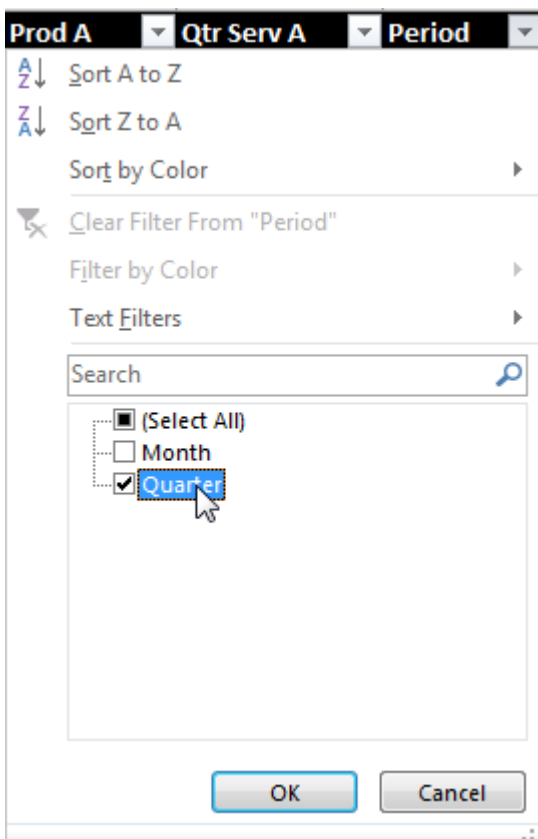 Prod A Qtr Serv A Period
Sort A to Z
Sort Z to A
Sort by Color
Clear Filter From "Period"
Filter by Color
Text Filters
Search
(Select All)
Month
Quarter
OK Cancel